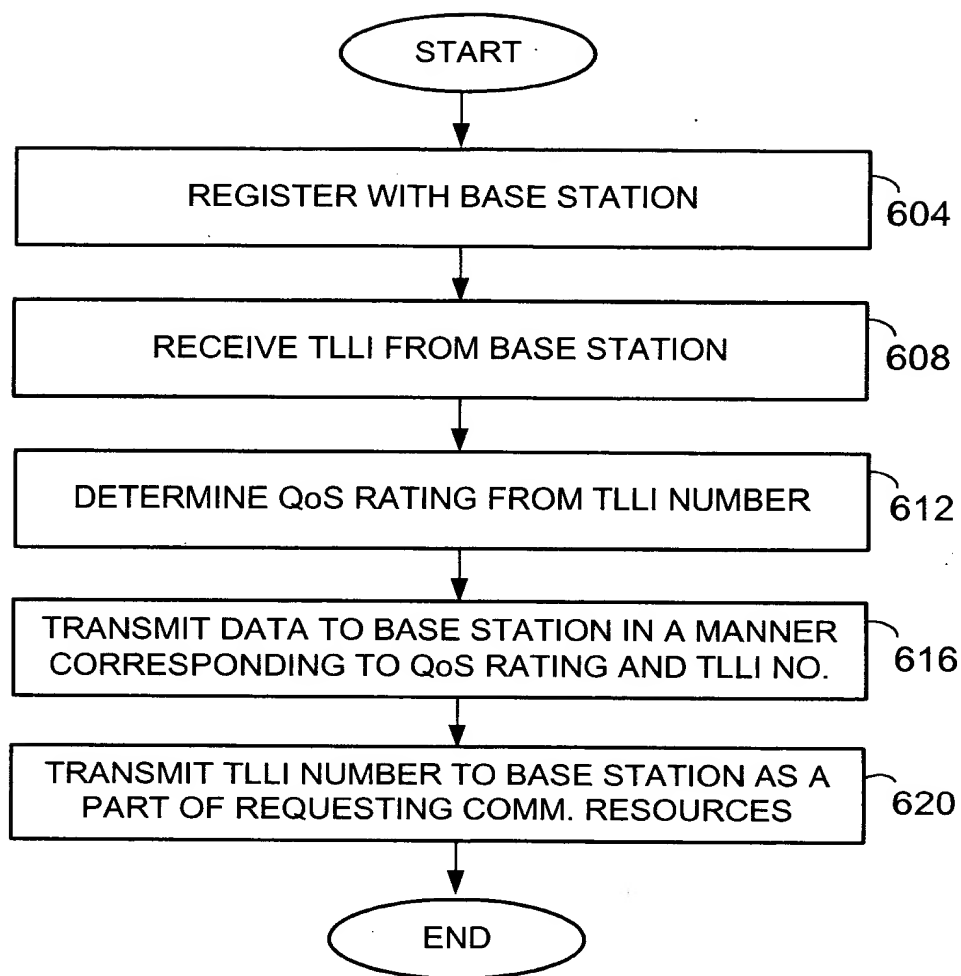 START
REGISTER WITH BASE STATION
604
RECEIVE TLLI FROM BASE STATION
608
DETERMINE QoS RATING FROM TLLI NUMBER
612
TRANSMIT DATA TO BASE STATION IN A MANNER
CORRESPONDING TO QoS RATING AND TLLI NO.
616
TRANSMIT TLLI NUMBER TO BASE STATION AS A
PART OF REQUESTING COMM. RESOURCES
620
END